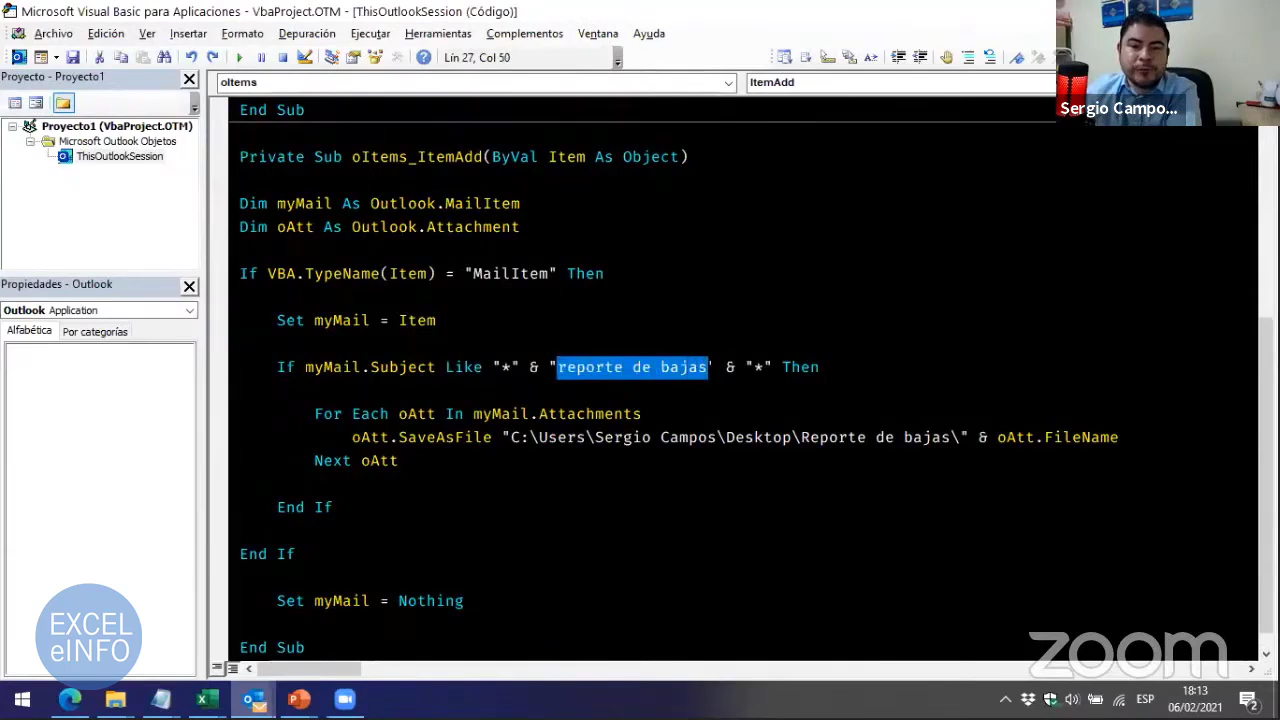 Microsoft Visual Basic para Aplicaciones - VbaProject.OTM - [ThisOutlookSession (Código)]
Archivo Edición Ver Insertar Formato Depuración Ejecutar Herramientas Complementos Ventana Ayuda
Lín 27, Col 50
Proyecto - Proyecto1
oItems
ItemAdd
Proyecto1 (VbaProject.OTM)
Microsoft Outlook Objetos
ThisOutlookSession
Propiedades - Outlook
Outlook Application
Alfabética Por categorías
End Sub
Private Sub oItems_ItemAdd(ByVal Item As Object)
Dim myMail As Outlook.MailItem
Dim oAtt As Outlook.Attachment
If VBA.TypeName(Item) = "MailItem" Then
Set myMail = Item
If myMail.Subject Like "*" & "reporte de bajas" & "*" Then
For Each oAtt In myMail.Attachments
oAtt.SaveAsFile "C:\Users\Sergio Campos\Desktop\Reporte de bajas\" & oAtt.FileName
Next oAtt
End If
End If
Set myMail = Nothing
End Sub
Sergio Campo...
EXCEL
eINFO
zoom
ESP
18:13
06/02/2021
2